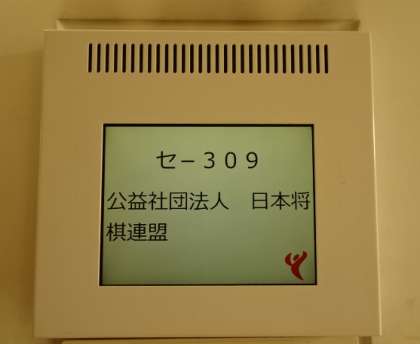 セ−309
公益社団法人　日本将
棋連盟